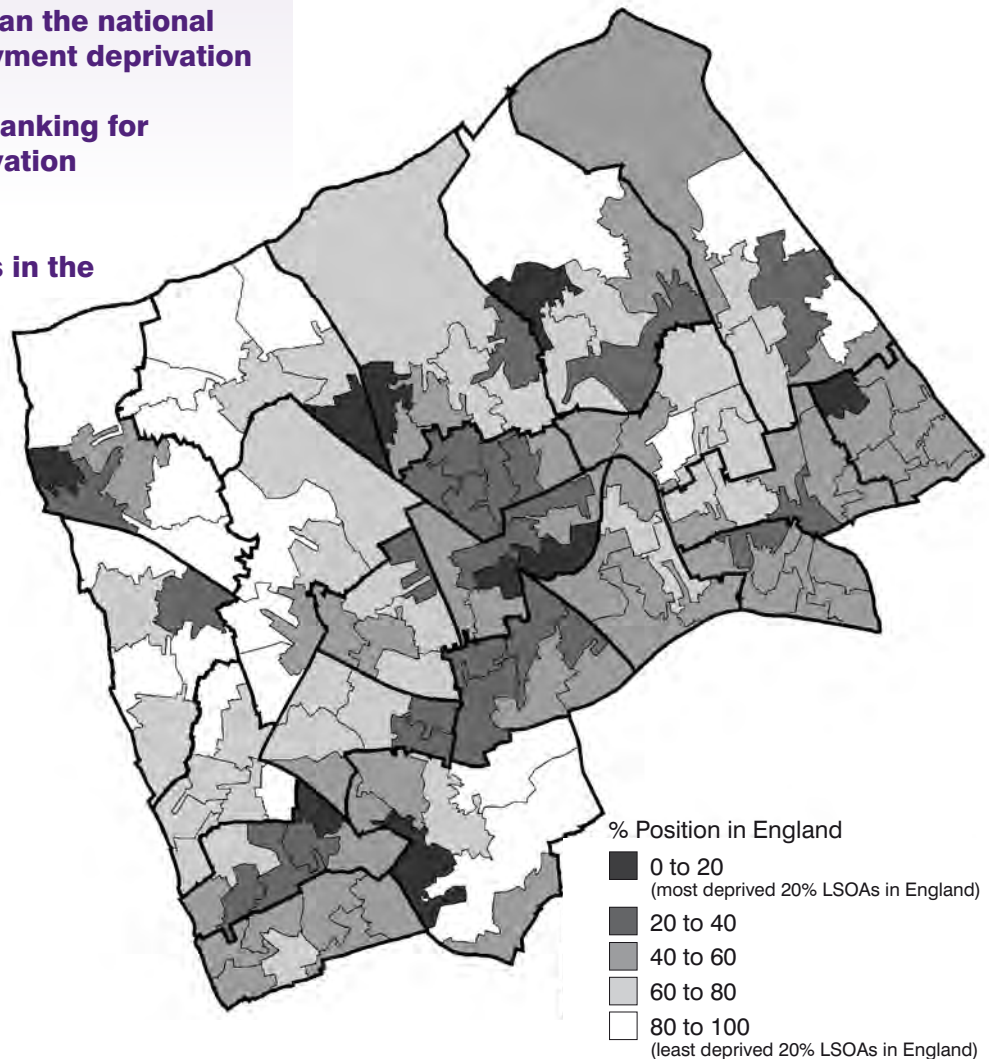 an the national
yment deprivation
anking for
vation
s in the
% Position in England
0 to 20
(most deprived 20% LSOAs in England)
20 to 40
40 to 60
60 to 80
80 to 100
(least deprived 20% LSOAs in England)